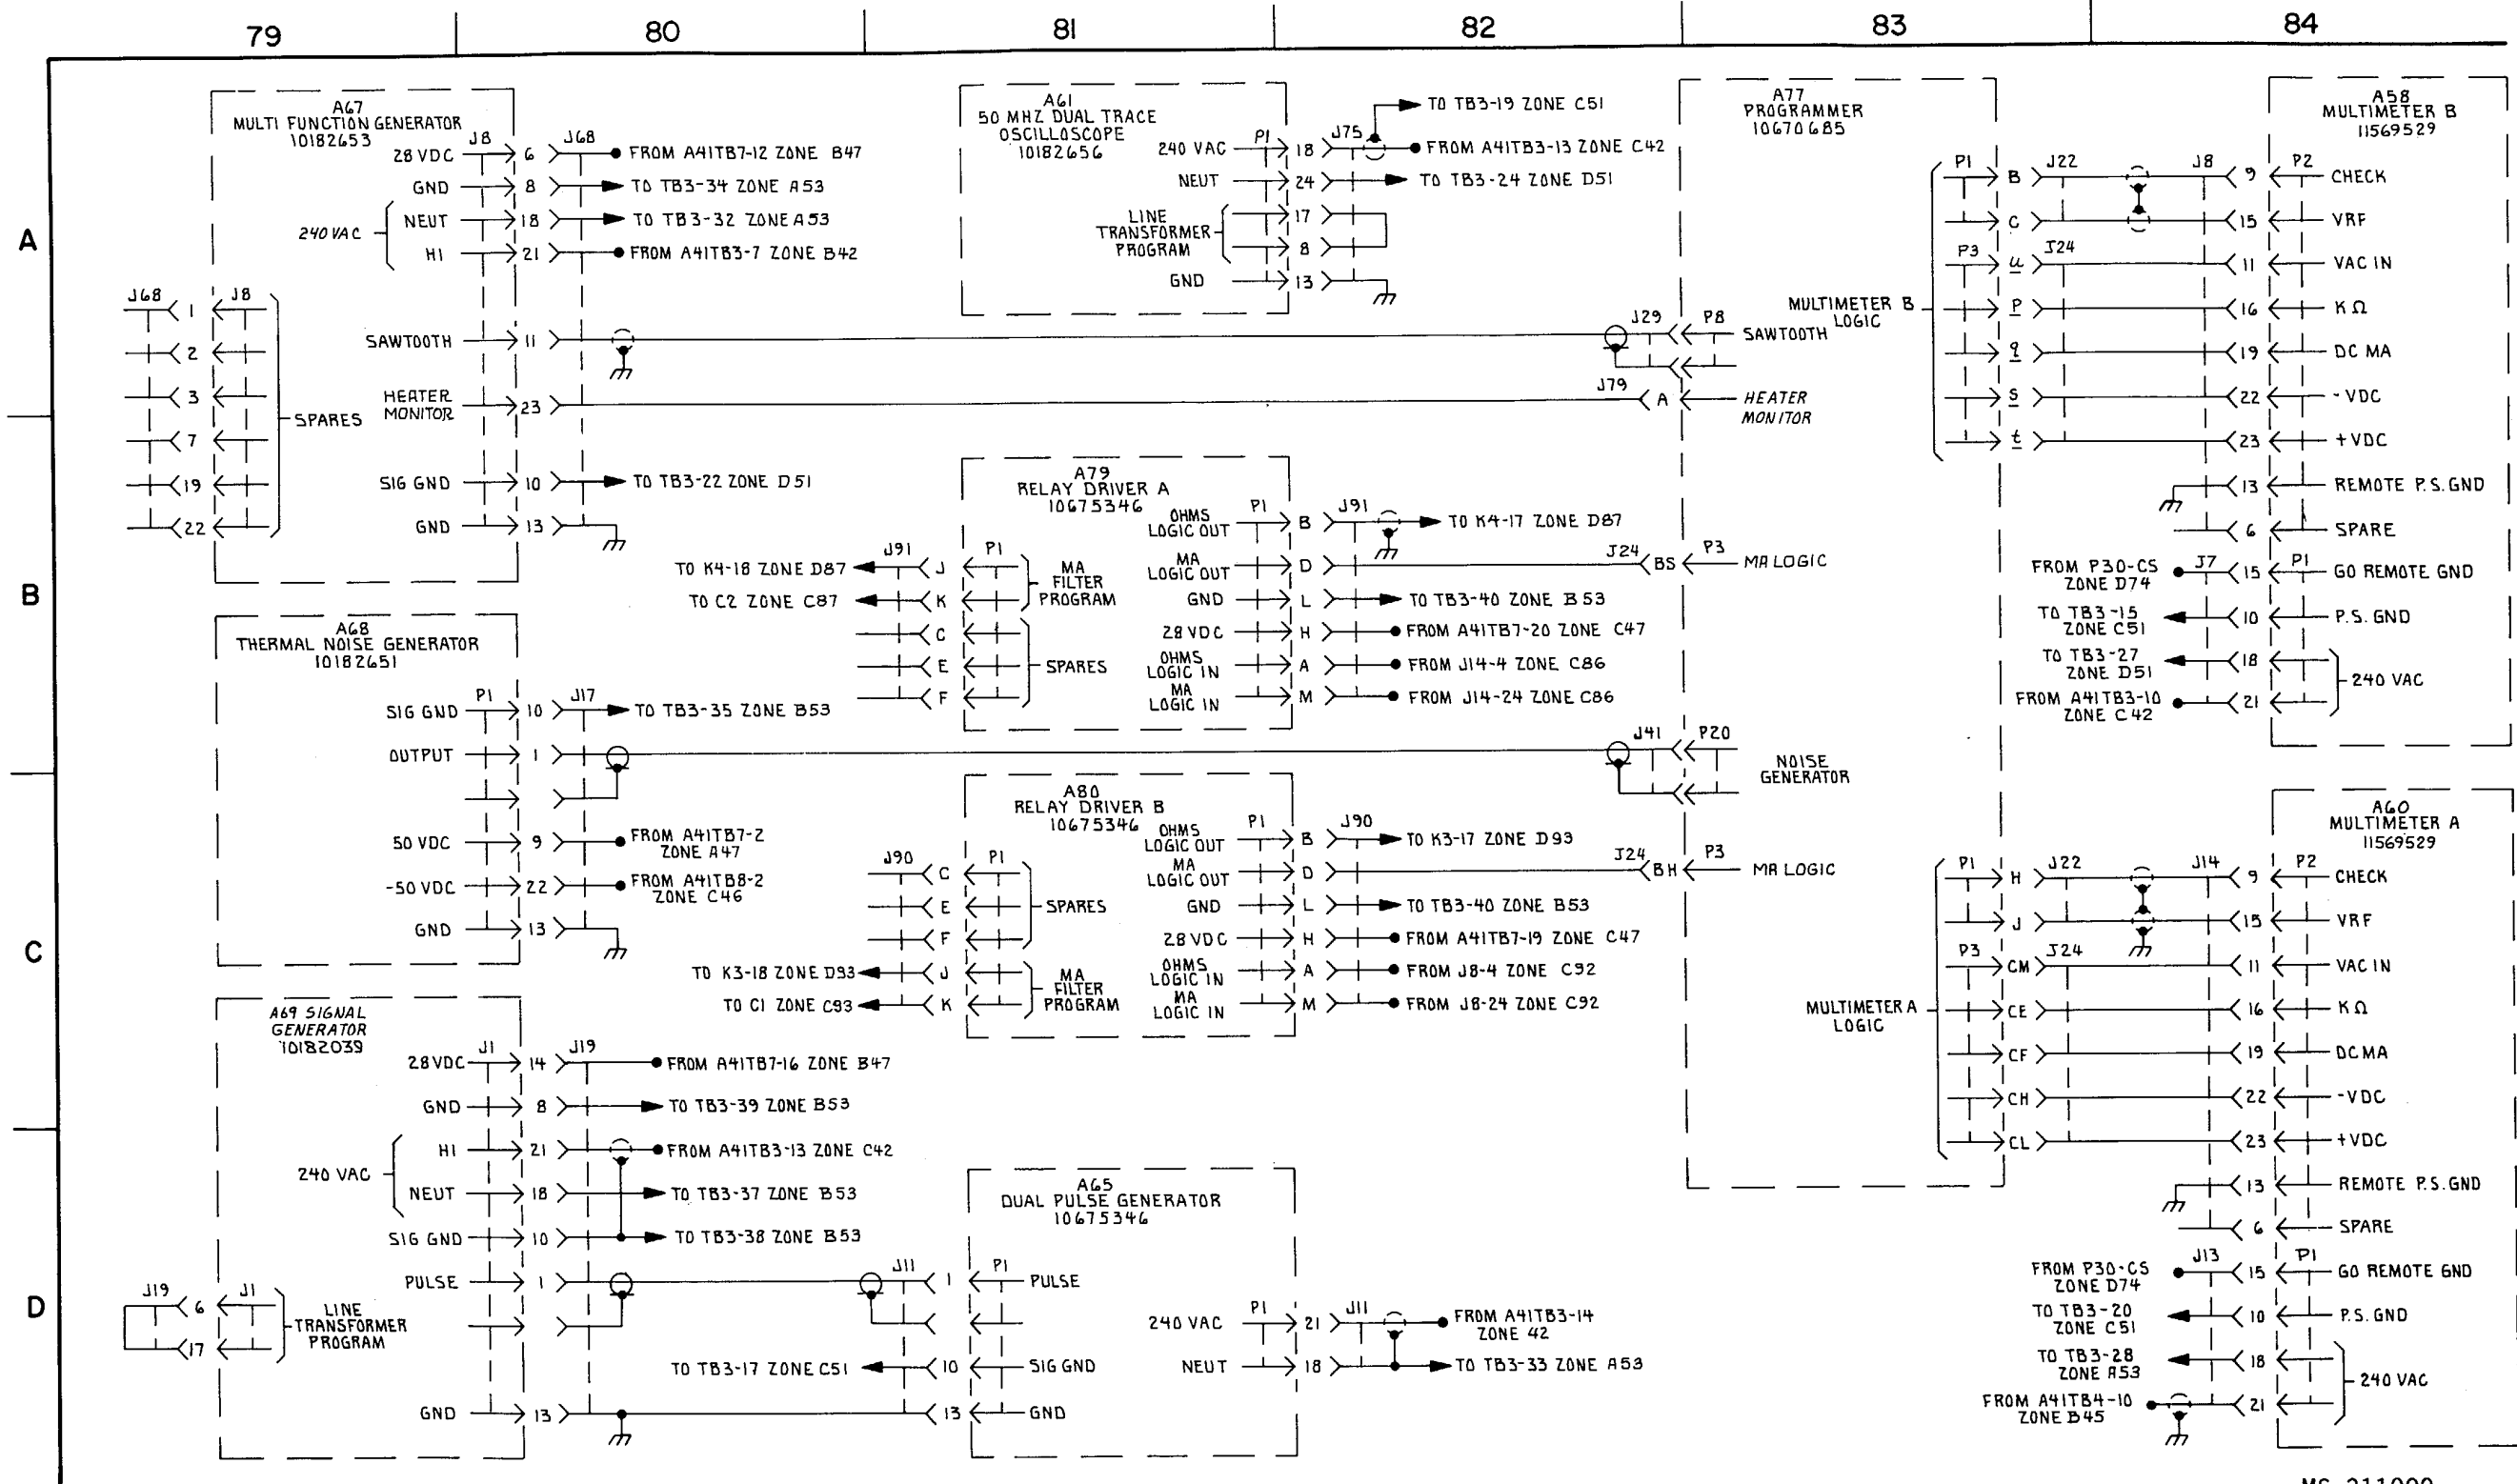 79 80 81 82 83 84
A
B
C
D
A67
MULTI FUNCTION GENERATOR
10182653
J8 J68
28 VDC 6 FROM A41TB7-12 ZONE B47
GND 8 TO TB3-34 ZONE A53
240 VAC
NEUT 18 TO TB3-32 ZONE A53
HI 21 FROM A41TB3-7 ZONE B42
J68 J8
1
2
3
7
19
22
SPARES
SAWTOOTH 11
HEATER
MONITOR 23
SIG GND 10 TO TB3-22 ZONE D51
GND 13
A68
THERMAL NOISE GENERATOR
10182651
P1 J17
SIG GND 10 TO TB3-35 ZONE B53
OUTPUT 1
50 VDC 9 FROM A41TB7-2
ZONE A47
-50 VDC 22 FROM A41TB8-2
ZONE C46
GND 13
A69 SIGNAL
GENERATOR
10182039
J1 J19
28VDC 14 FROM A41TB7-16 ZONE B47
GND 8 TO TB3-39 ZONE B53
240 VAC
HI 21 FROM A41TB3-13 ZONE C42
NEUT 18 TO TB3-37 ZONE B53
SIG GND 10 TO TB3-38 ZONE B53
PULSE 1
J19 J1
6
17
LINE
TRANSFORMER
PROGRAM
GND 13
A61
50 MHZ DUAL TRACE
OSCILLOSCOPE
10182656
TO TB3-19 ZONE C51
P1 J75
240 VAC 18 FROM A41TB3-13 ZONE C42
NEUT 24 TO TB3-24 ZONE D51
LINE
TRANSFORMER
PROGRAM
17
8
GND 13
A79
RELAY DRIVER A
10675346
P1 J91
OHMS
LOGIC OUT B TO K4-17 ZONE D87
MA
LOGIC OUT D
GND L TO TB3-40 ZONE B53
28 VDC H FROM A41TB7-20 ZONE C47
OHMS
LOGIC IN A FROM J14-4 ZONE C86
MA
LOGIC IN M FROM J14-24 ZONE C86
J91 P1
TO K4-18 ZONE D87 J
TO C2 ZONE C87 K
MA
FILTER
PROGRAM
C
E
F
SPARES
A80
RELAY DRIVER B
10675346
P1 J90
OHMS
LOGIC OUT B TO K3-17 ZONE D93
MA
LOGIC OUT D
GND L TO TB3-40 ZONE B53
28 VDC H FROM A41TB7-19 ZONE C47
OHMS
LOGIC IN A FROM J8-4 ZONE C92
MA
LOGIC IN M FROM J8-24 ZONE C92
J90 P1
C
E
F
SPARES
TO K3-18 ZONE D93 J
TO C1 ZONE C93 K
MA
FILTER
PROGRAM
A65
DUAL PULSE GENERATOR
10675346
J11 P1
1 PULSE
TO TB3-17 ZONE C51 10 SIG GND
13 GND
P1 J11
240 VAC 21 FROM A41TB3-14
ZONE 42
NEUT 18 TO TB3-33 ZONE A53
A77
PROGRAMMER
10670685
J29 P8
SAWTOOTH
J79
A HEATER
MONITOR
J24 P3
BS MA LOGIC
J41 P20
NOISE
GENERATOR
J24 P3
BH MA LOGIC
MULTIMETER B
LOGIC
P1 J22
B
C
P3 J24
u
p
q
s
t
MULTIMETER A
LOGIC
P1 J22
H
J
P3 J24
CM
CE
CF
CH
CL
A58
MULTIMETER B
11569529
J8 P2
9 CHECK
15 VRF
11 VAC IN
16 KΩ
19 DC MA
22 -VDC
23 +VDC
13 REMOTE P.S.GND
6 SPARE
J7 P1
FROM P30-CS
ZONE D74 15 GO REMOTE GND
TO TB3-15
ZONE C51 10 P.S. GND
TO TB3-27
ZONE D51 18
FROM A41TB3-10
ZONE C42 21
240 VAC
A60
MULTIMETER A
11569529
J14 P2
9 CHECK
15 VRF
11 VAC IN
16 KΩ
19 DCMA
22 -VDC
23 +VDC
13 REMOTE P.S.GND
6 SPARE
J13 P1
FROM P30-CS
ZONE D74 15 GO REMOTE GND
TO TB3-20
ZONE C51 10 P.S.GND
TO TB3-28
ZONE A53 18
FROM A41TB4-10
ZONE B45 21
240 VAC